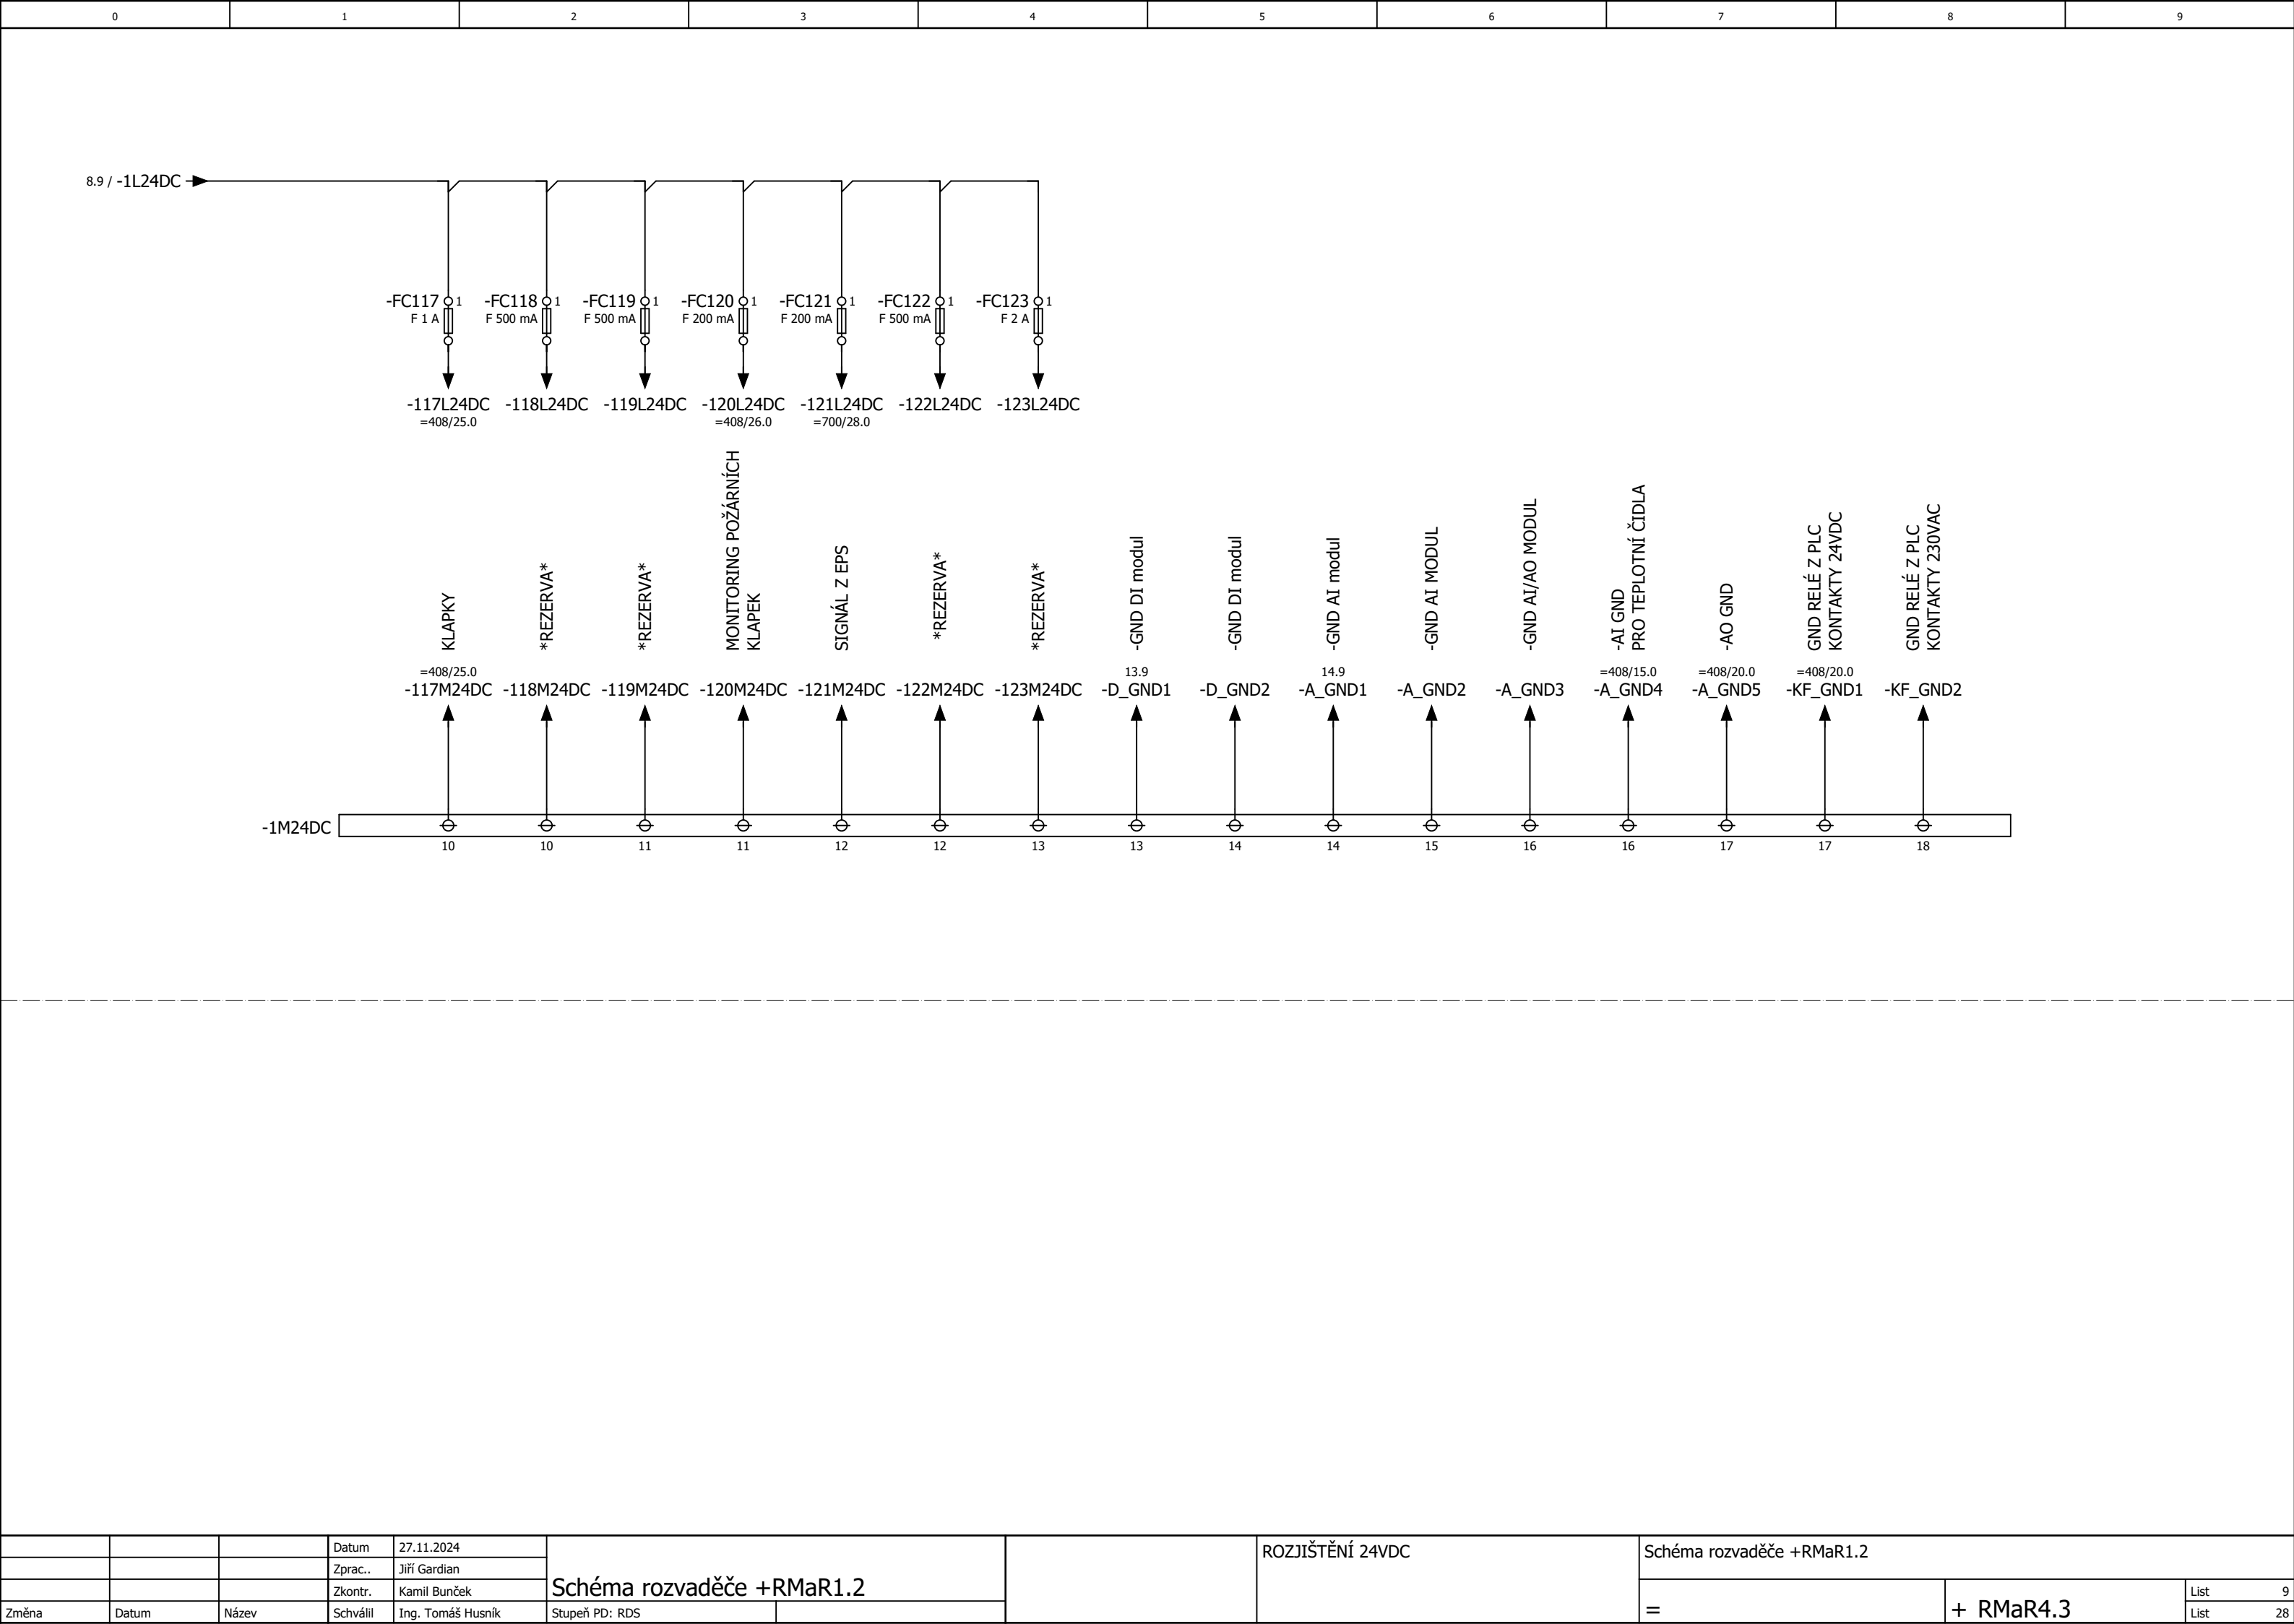 0 1 2 3 4 5 6 7 8 9
8.9 / -1L24DC
-FC117 1 -FC118 1 -FC119 1 -FC120 1 -FC121 1 -FC122 1 -FC123 1
F 1 A F 500 mA F 500 mA F 200 mA F 200 mA F 500 mA F 2 A
-117L24DC -118L24DC -119L24DC -120L24DC -121L24DC -122L24DC -123L24DC
=408/25.0 =408/26.0 =700/28.0
KLAPKY
*REZERVA*
*REZERVA*
MONITORING POŽÁRNÍCH
KLAPEK
SIGNÁL Z EPS
*REZERVA*
*REZERVA*
-GND DI modul
-GND DI modul
-GND AI modul
-GND AI MODUL
-GND AI/AO MODUL
-AI GND
PRO TEPLOTNÍ ČIDLA
-AO GND
GND RELÉ Z PLC
KONTAKTY 24VDC
GND RELÉ Z PLC
KONTAKTY 230VAC
=408/25.0 13.9 14.9 =408/15.0 =408/20.0 =408/20.0
-117M24DC -118M24DC -119M24DC -120M24DC -121M24DC -122M24DC -123M24DC -D_GND1 -D_GND2 -A_GND1 -A_GND2 -A_GND3 -A_GND4 -A_GND5 -KF_GND1 -KF_GND2
-1M24DC
10 10 11 11 12 12 13 13 14 14 15 16 16 17 17 18
Datum 27.11.2024
Zprac.. Jiří Gardian
Zkontr. Kamil Bunček
Změna Datum Název Schválil Ing. Tomáš Husník
Schéma rozvaděče +RMaR1.2
Stupeň PD: RDS
ROZJIŠTĚNÍ 24VDC
Schéma rozvaděče +RMaR1.2
=
+ RMaR4.3
List 9
List 28